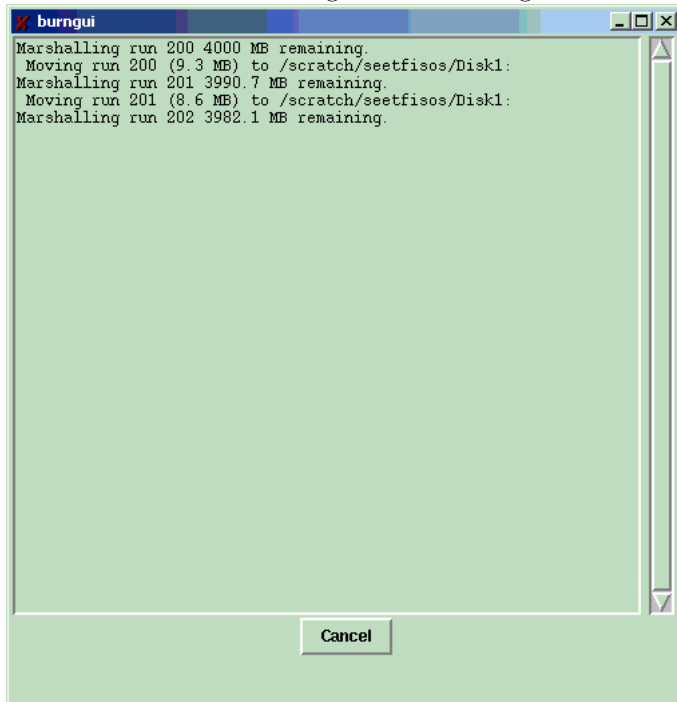 burngui
Marshalling run 200 4000 MB remaining.
Moving run 200 (9.3 MB) to /scratch/seetfisos/Disk1:
Marshalling run 201 3990.7 MB remaining.
Moving run 201 (8.6 MB) to /scratch/seetfisos/Disk1:
Marshalling run 202 3982.1 MB remaining.
Cancel